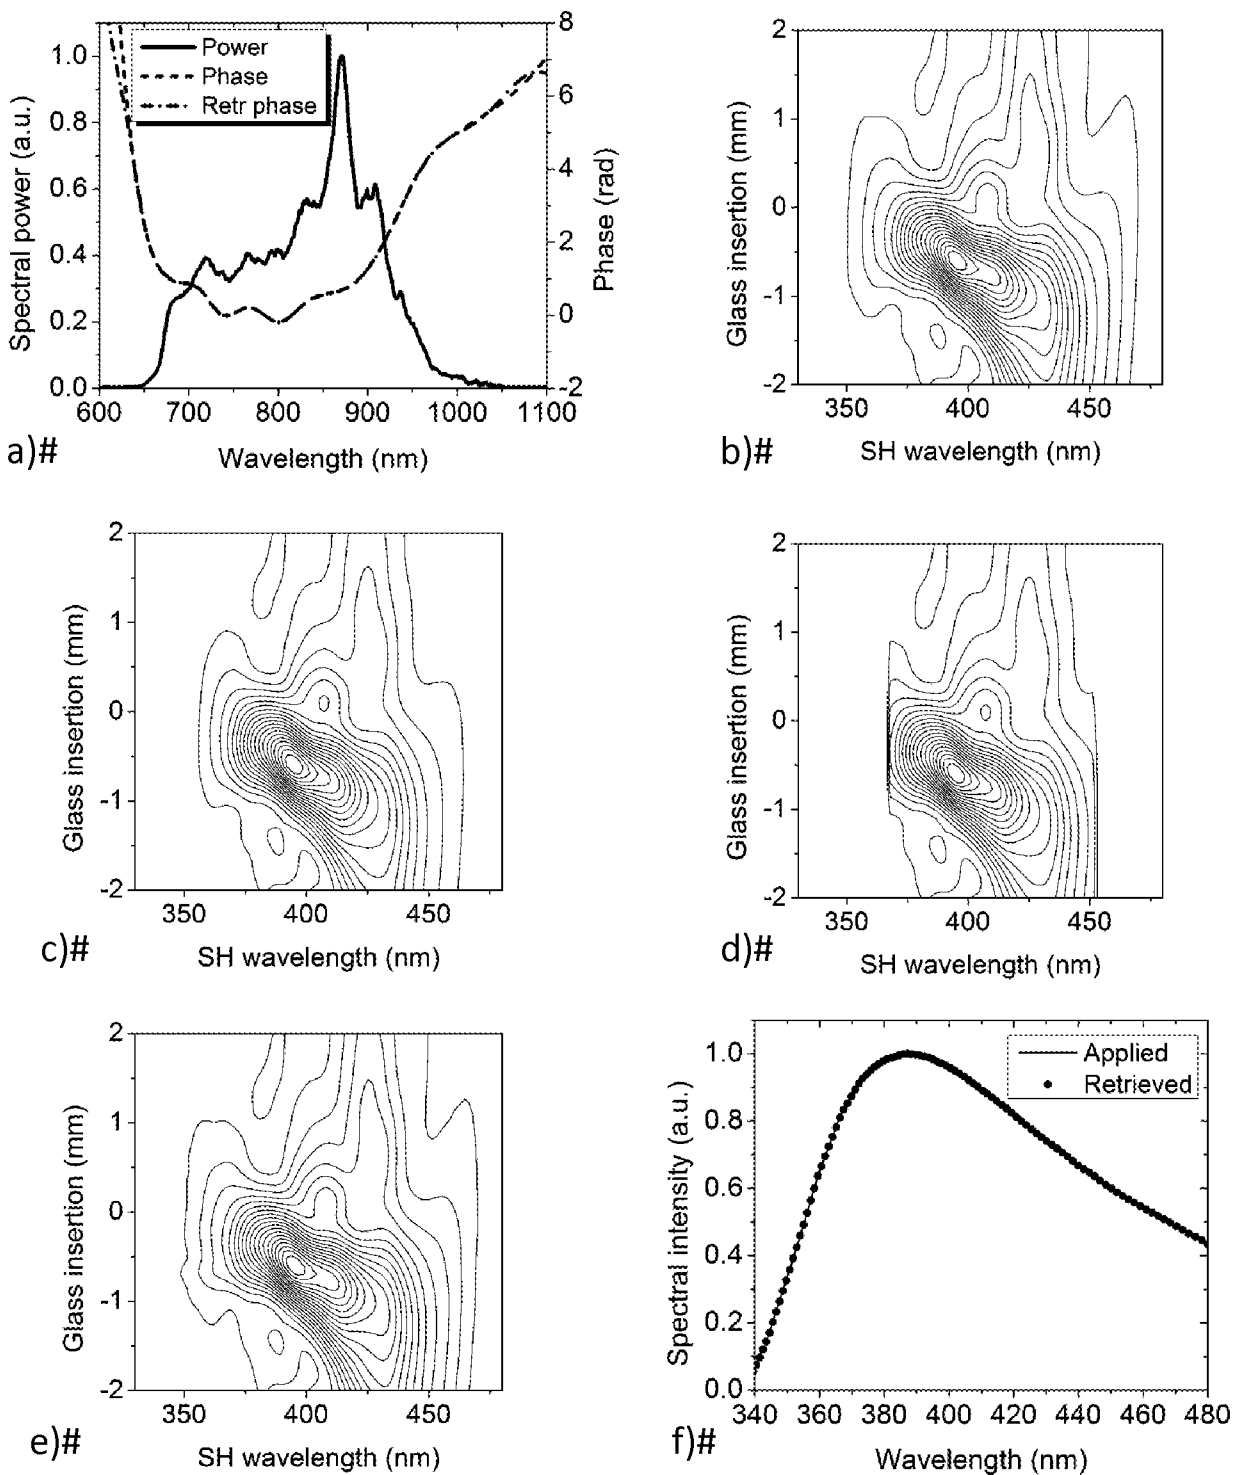 Power
Phase
Retr phase
1.0
0.8
0.6
0.4
0.2
0.0
Spectral power (a.u.)
8
6
4
2
0
-2
Phase (rad)
600 700 800 900 1000 1100
Wavelength (nm)
a)#
2
1
0
-1
-2
Glass insertion (mm)
350 400 450
SH wavelength (nm)
b)#
2
1
0
-1
-2
Glass insertion (mm)
350 400 450
SH wavelength (nm)
c)#
2
1
0
-1
-2
Glass insertion (mm)
350 400 450
SH wavelength (nm)
d)#
2
1
0
-1
-2
Glass insertion (mm)
350 400 450
SH wavelength (nm)
e)#
Applied
Retrieved
1.0
0.8
0.6
0.4
0.2
0.0
Spectral intensity (a.u.)
340 360 380 400 420 440 460 480
Wavelength (nm)
f)#